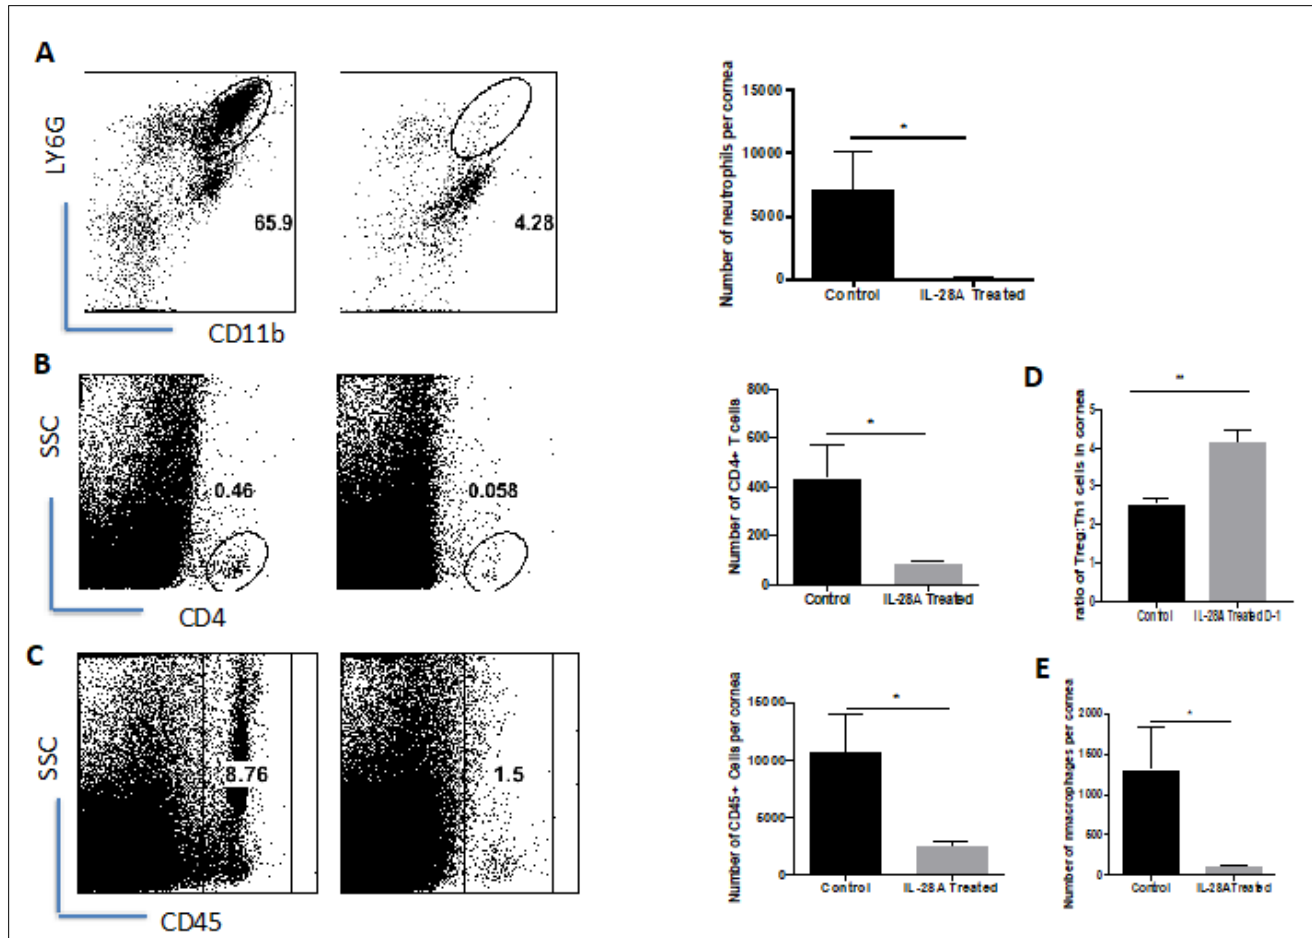 A
LY6G
65.9
4.28
CD11b
Number of neutrophils per cornea
15000
10000
5000
0
*
Control
IL-28A Treated
B
SSC
0.46
0.058
CD4
Number of CD4+ T cells
800
600
400
200
0
*
Control
IL-28A Treated
D
ratio of Treg:Th1 cells in cornea
5
4
3
2
1
0
**
Control
IL-28A Treated D-1
C
SSC
8.76
1.5
CD45
Number of CD45+ Cells per cornea
15000
10000
5000
0
*
Control
IL-28A Treated
E
Number of nmacrophages per cornea
2000
1500
1000
500
0
*
Control
IL-28ATreated